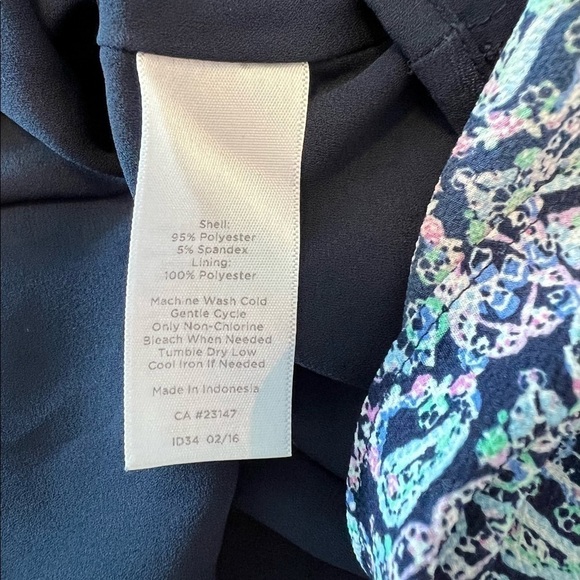 Shell:
95% Polyester
5% Spandex
Lining:
100% Polyester
Machine Wash Cold
Gentle Cycle
Only Non-Chlorine
Bleach When Needed
Tumble Dry Low
Cool Iron If Needed
Made in Indonesia
CA #23147
ID34 02/16